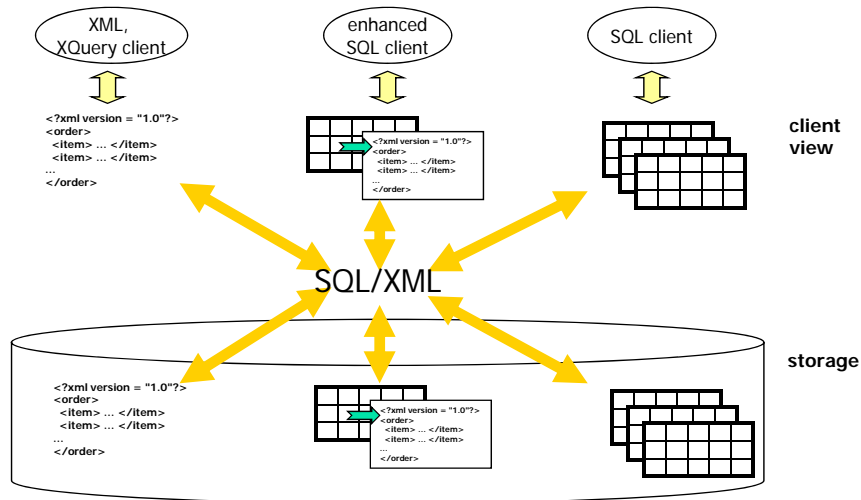 XML,
XQuery client
enhanced
SQL client
SQL client
<?xml version = "1.0"?>
<order>
<item> ... </item>
<item> ... </item>
...
</order>
<?xml version = "1.0"?>
<order>
<item> ... </item>
<item> ... </item>
...
</order>
client
view
SQL/XML
storage
<?xml version = "1.0"?>
<order>
<item> ... </item>
<item> ... </item>
...
</order>
<?xml version = "1.0"?>
<order>
<item> ... </item>
<item> ... </item>
...
</order>